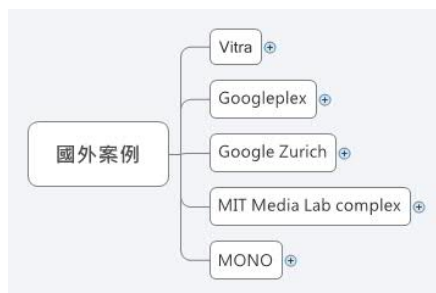 國外案例
Vitra
Googleplex
Google Zurich
MIT Media Lab complex
MONO